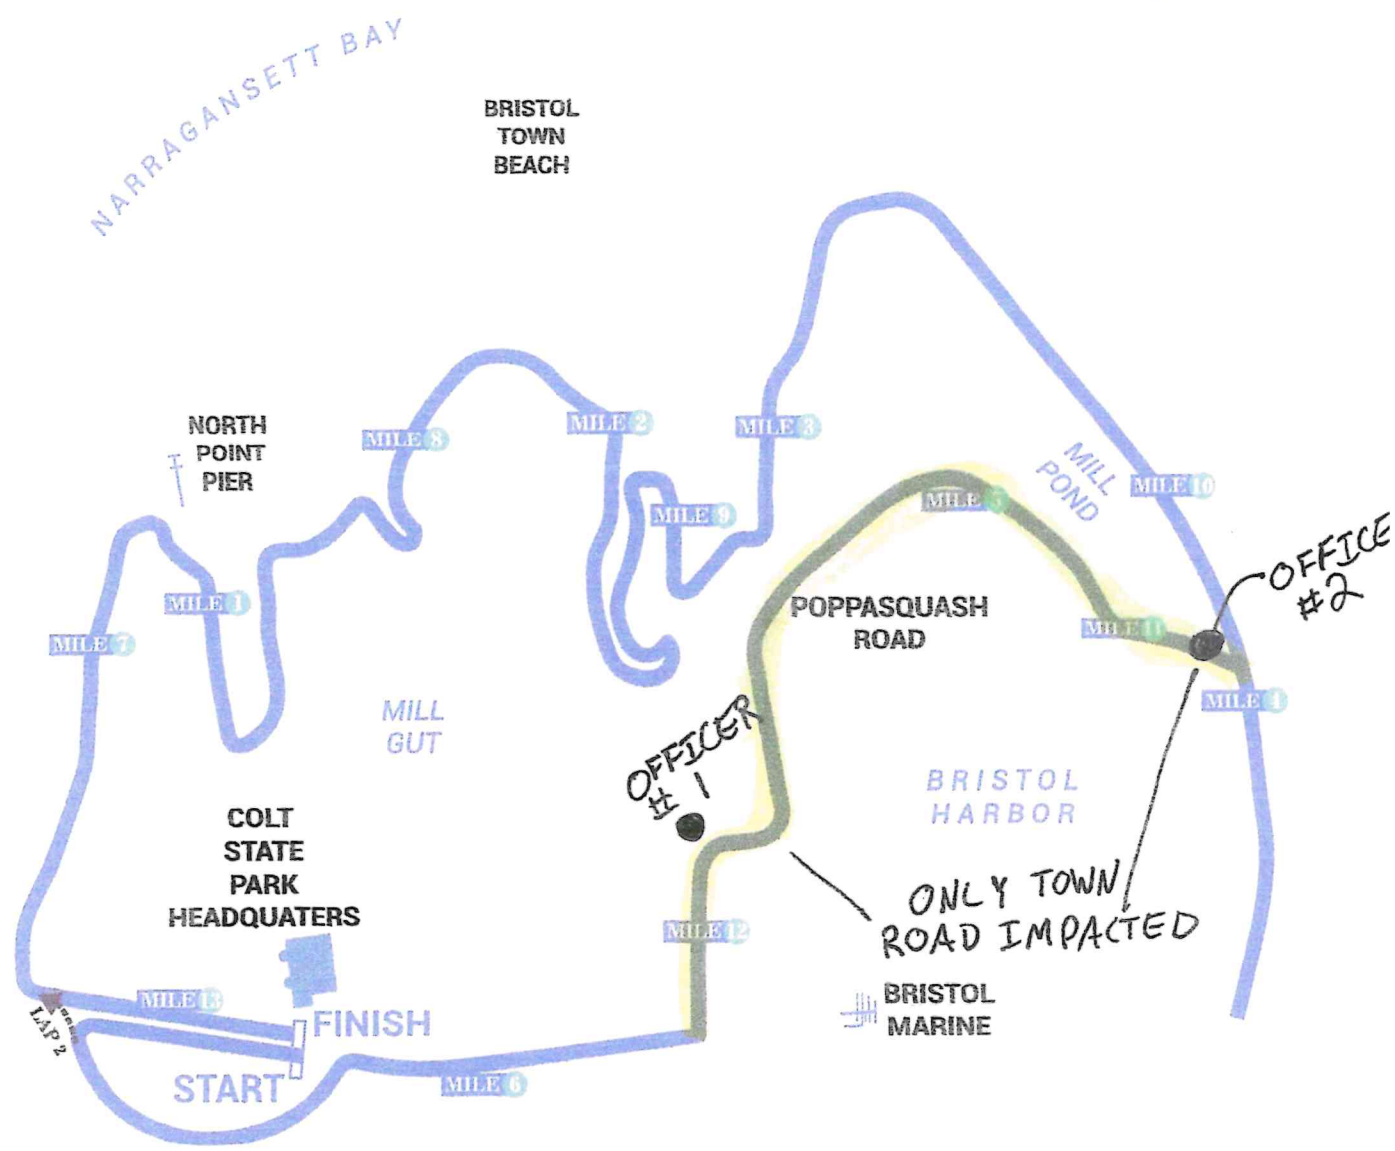 NARRAGANSETT BAY
BRISTOL
TOWN
BEACH
NORTH
POINT
PIER
MILE 8
MILE 2
MILE 3
MILL
POND
MILE 10
MILE 9
MILE 5
OFFICE
#2
MILE 1
MILE 7
POPPASQUASH
ROAD
MILE 11
MILL
GUT
MILE 4
OFFICER
# 1
BRISTOL
HARBOR
COLT
STATE
PARK
HEADQUATERS
ONLY TOWN
ROAD IMPACTED
MILE 12
MILE 13
FINISH
LAP 2
BRISTOL
MARINE
START
MILE 6